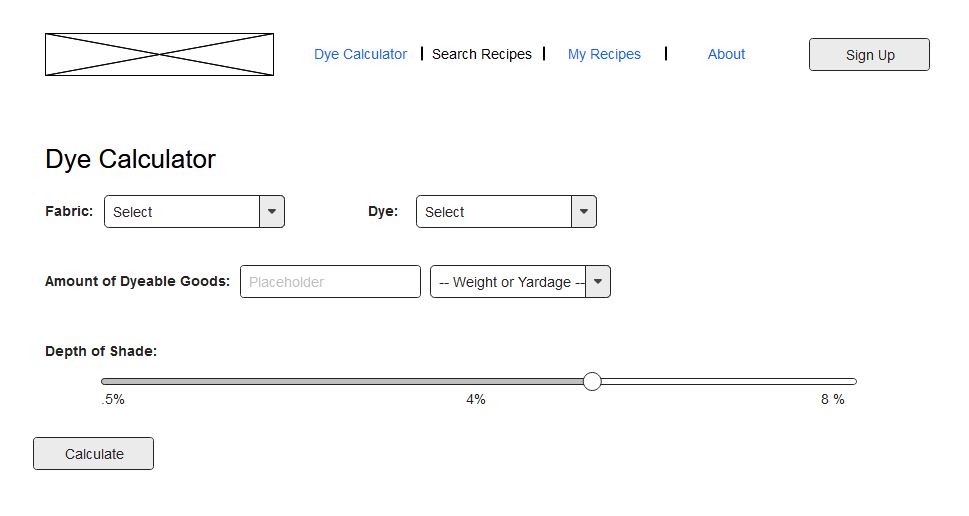 Dye Calculator | Search Recipes | My Recipes | About Sign Up
Dye Calculator
Fabric: Select Dye: Select
Amount of Dyeable Goods: Placeholder -- Weight or Yardage --
Depth of Shade:
.5% 4% 8 %
Calculate